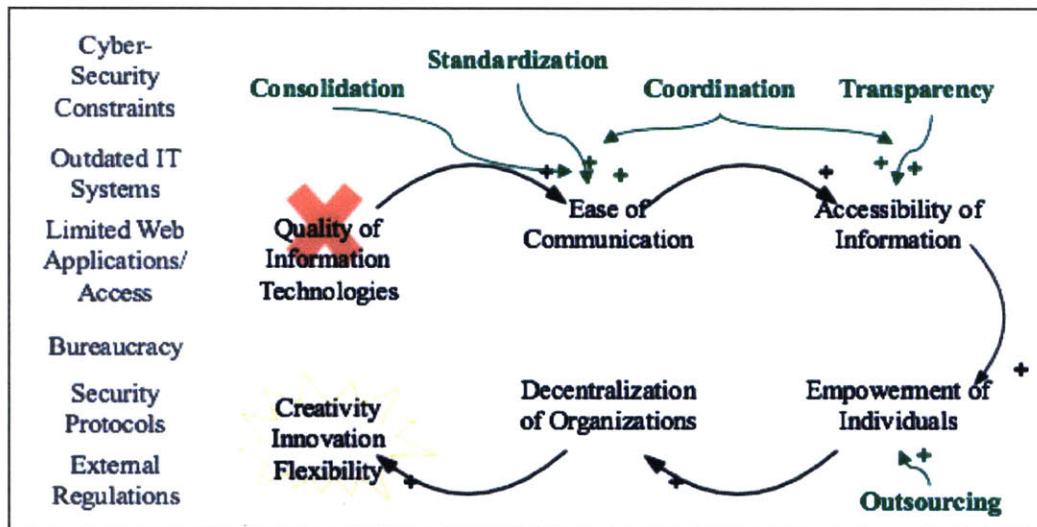 Cyber-
Security
Constraints
Outdated IT
Systems
Limited Web
Applications/
Access
Bureaucracy
Security
Protocols
External
Regulations
Consolidation
Standardization
Coordination
Transparency
+
+
+
+
+
+
Quality of
Information
Technologies
Ease of
Communication
Accessibility of
Information
+
Creativity
Innovation
Flexibility
Decentralization
of Organizations
Empowerment of
Individuals
+
+
+
Outsourcing